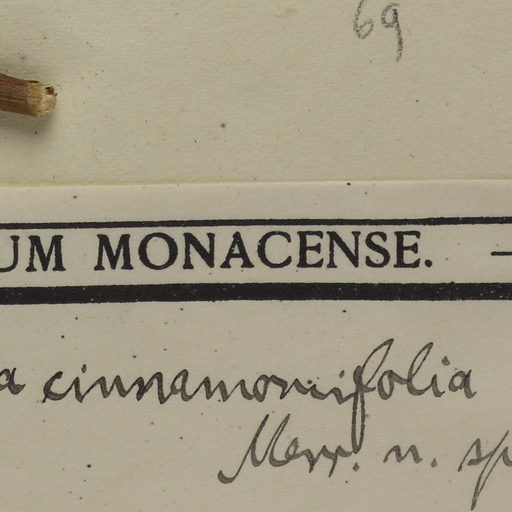 69
UM MONACENSE. —
a cinnamomifolia
Merr. n. sp